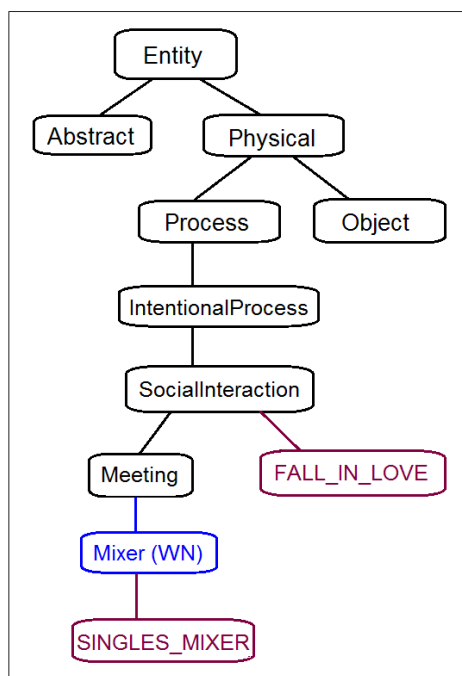 Entity
Abstract
Physical
Process
Object
IntentionalProcess
SocialInteraction
Meeting
FALL_IN_LOVE
Mixer (WN)
SINGLES_MIXER